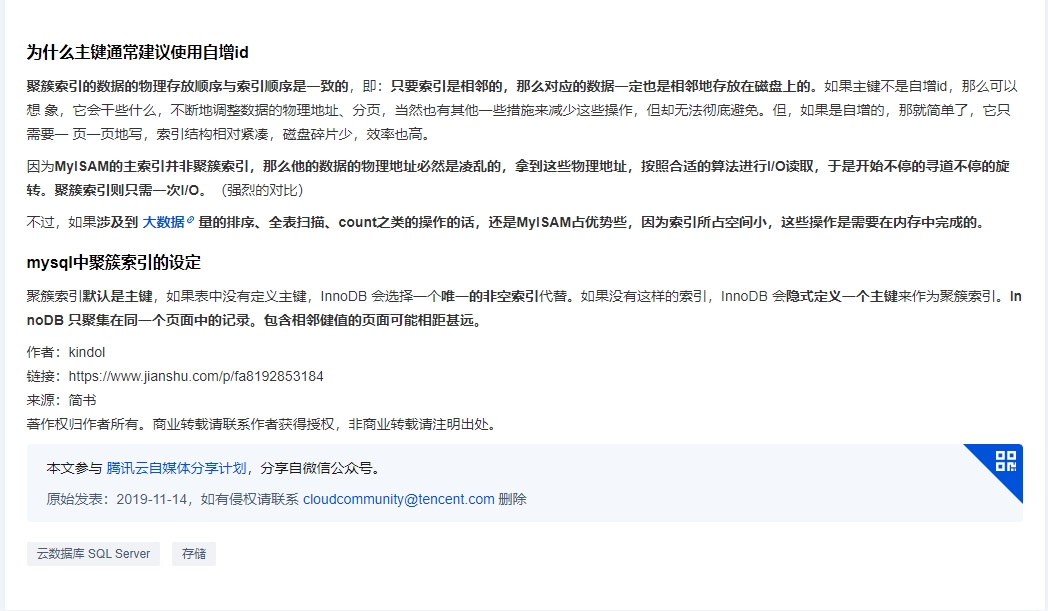 为什么主键通常建议使用自增id
聚簇索引的数据的物理存放顺序与索引顺序是一致的，即：只要索引是相邻的，那么对应的数据一定也是相邻地存放在磁盘上的。如果主键不是自增id，那么可以
想 象，它会干些什么，不断地调整数据的物理地址、分页，当然也有其他一些措施来减少这些操作，但却无法彻底避免。但，如果是自增的，那就简单了，它只
需要一 页一页地写，索引结构相对紧凑，磁盘碎片少，效率也高。
因为MyISAM的主索引并非聚簇索引，那么他的数据的物理地址必然是凌乱的，拿到这些物理地址，按照合适的算法进行I/O读取，于是开始不停的寻道不停的旋
转。聚簇索引则只需一次I/O。（强烈的对比）
不过，如果涉及到 大数据 量的排序、全表扫描、count之类的操作的话，还是MyISAM占优势些，因为索引所占空间小，这些操作是需要在内存中完成的。
mysql中聚簇索引的设定
聚簇索引默认是主键，如果表中没有定义主键，InnoDB 会选择一个唯一的非空索引代替。如果没有这样的索引，InnoDB 会隐式定义一个主键来作为聚簇索引。In
noDB 只聚集在同一个页面中的记录。包含相邻健值的页面可能相距甚远。
作者：kindol
链接：https://www.jianshu.com/p/fa8192853184
来源：简书
著作权归作者所有。商业转载请联系作者获得授权，非商业转载请注明出处。
本文参与 腾讯云自媒体分享计划，分享自微信公众号。
原始发表：2019-11-14，如有侵权请联系 cloudcommunity@tencent.com 删除
云数据库 SQL Server
存储